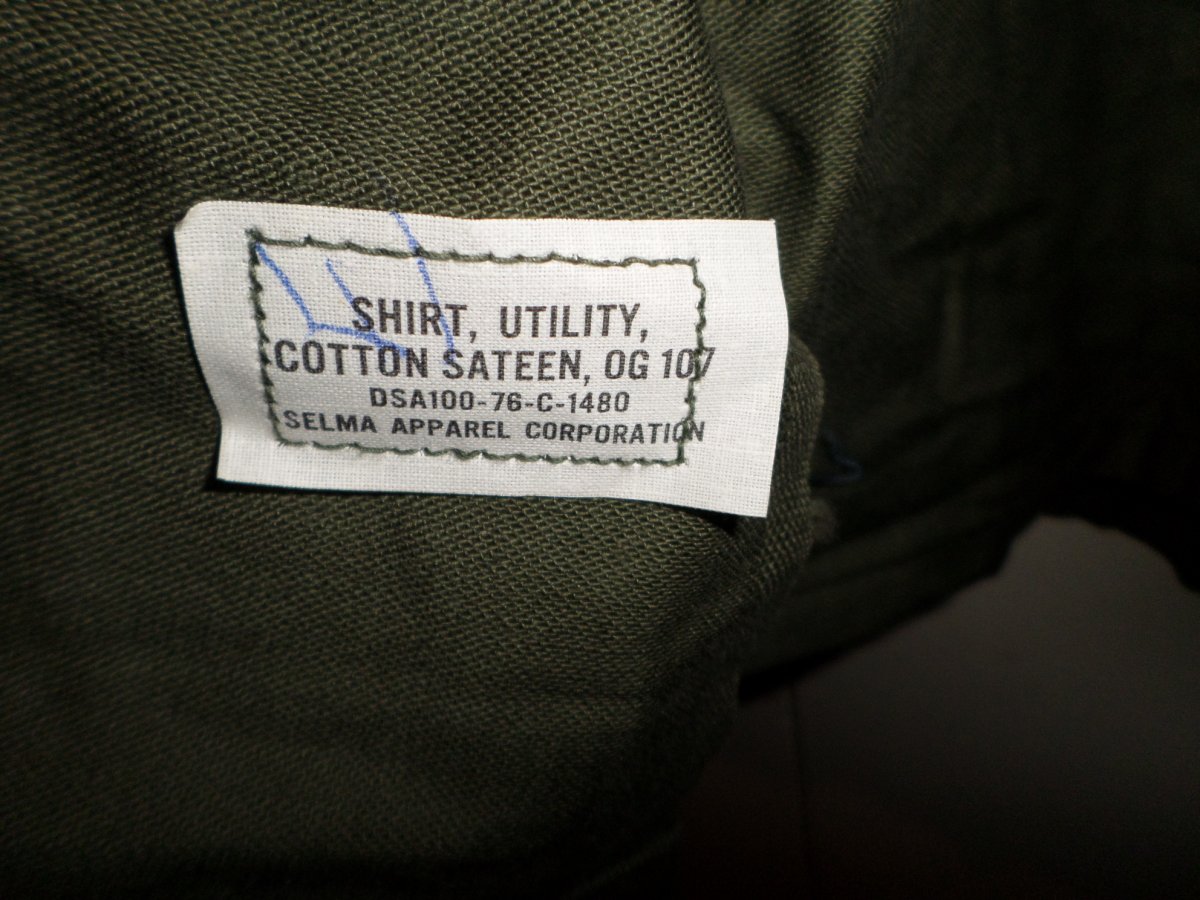 SHIRT, UTILITY,
COTTON SATEEN, OG 107
DSA100-76-C-1480
SELMA APPAREL CORPORATION